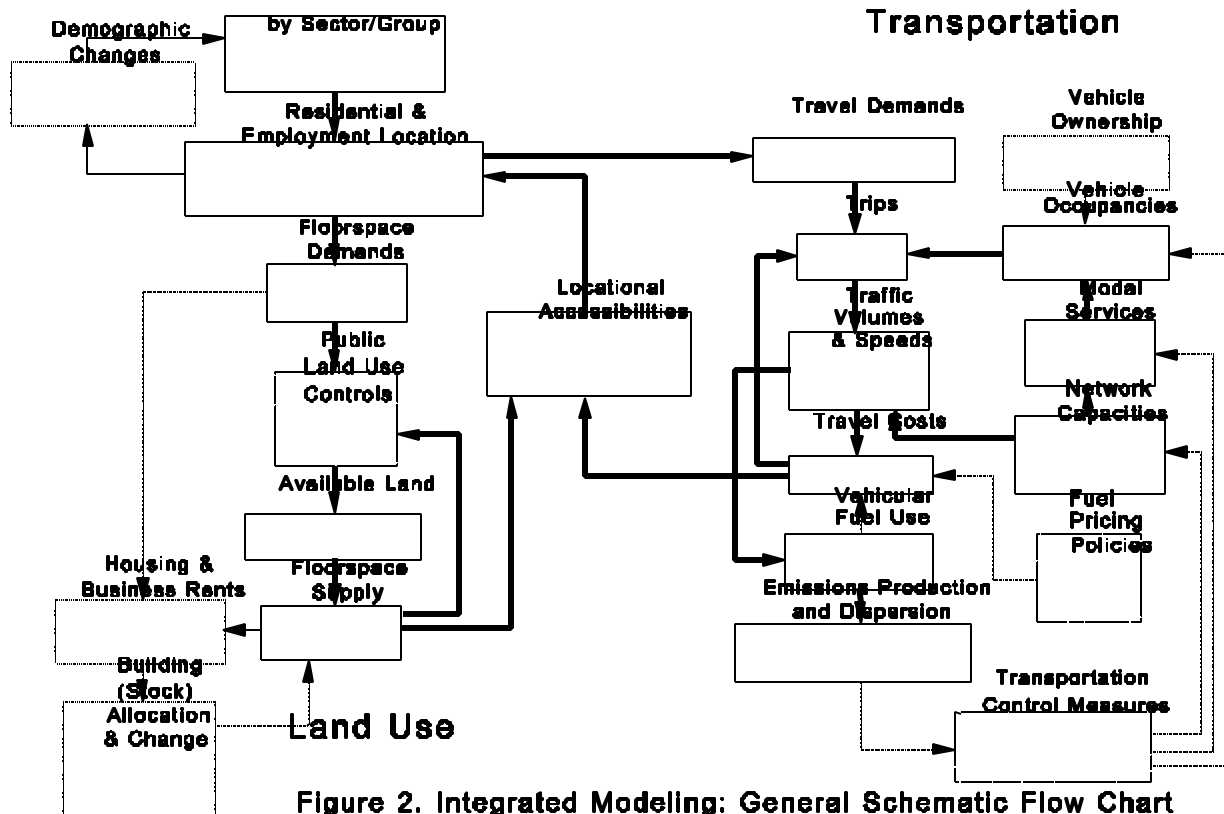 by Sector/Group
Demographic
Changes
Transportation
Residential &
Employment Location
Travel Demands
Vehicle
Ownership
Trips
Vehicle
Occupancies
Floorspace
Demands
Locational
Accessibilities
Traffic
Volumes
& Speeds
Modal
Services
Public
Land Use
Controls
Travel Costs
Network
Capacities
Available Land
Vehicular
Fuel Use
Fuel
Pricing
Policies
Housing &
Business Rents
Floorspace
Supply
Emissions Production
and Dispersion
Building
(Stock)
Allocation
& Change
Land Use
Transportation
Control Measures
Figure 2. Integrated Modeling: General Schematic Flow Chart